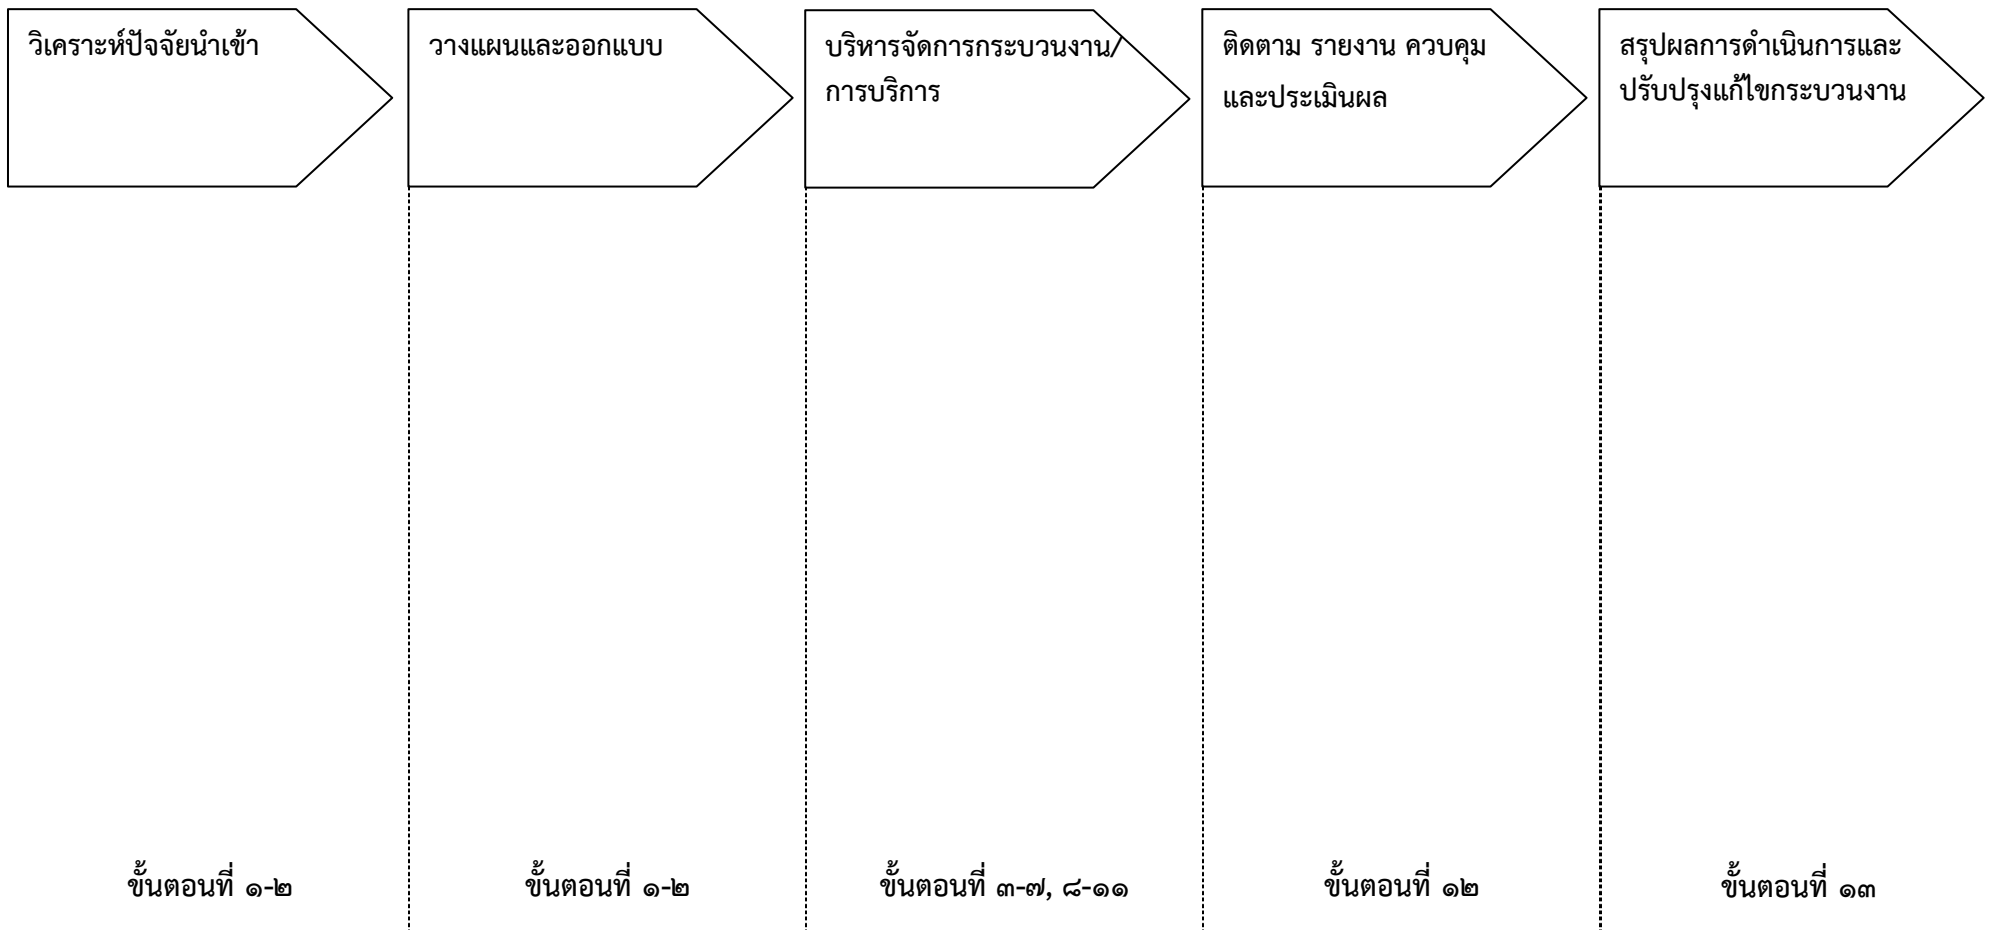 วิเคราะห์ปัจจัยนำเข้า
วางแผนและออกแบบ
บริหารจัดการกระบวนงาน/
การบริการ
ติดตาม รายงาน ควบคุม
และประเมินผล
สรุปผลการดำเนินการและ
ปรับปรุงแก้ไขกระบวนงาน
ขั้นตอนที่ ๑-๒
ขั้นตอนที่ ๑-๒
ขั้นตอนที่ ๓-๗, ๘-๑๑
ขั้นตอนที่ ๑๒
ขั้นตอนที่ ๑๓